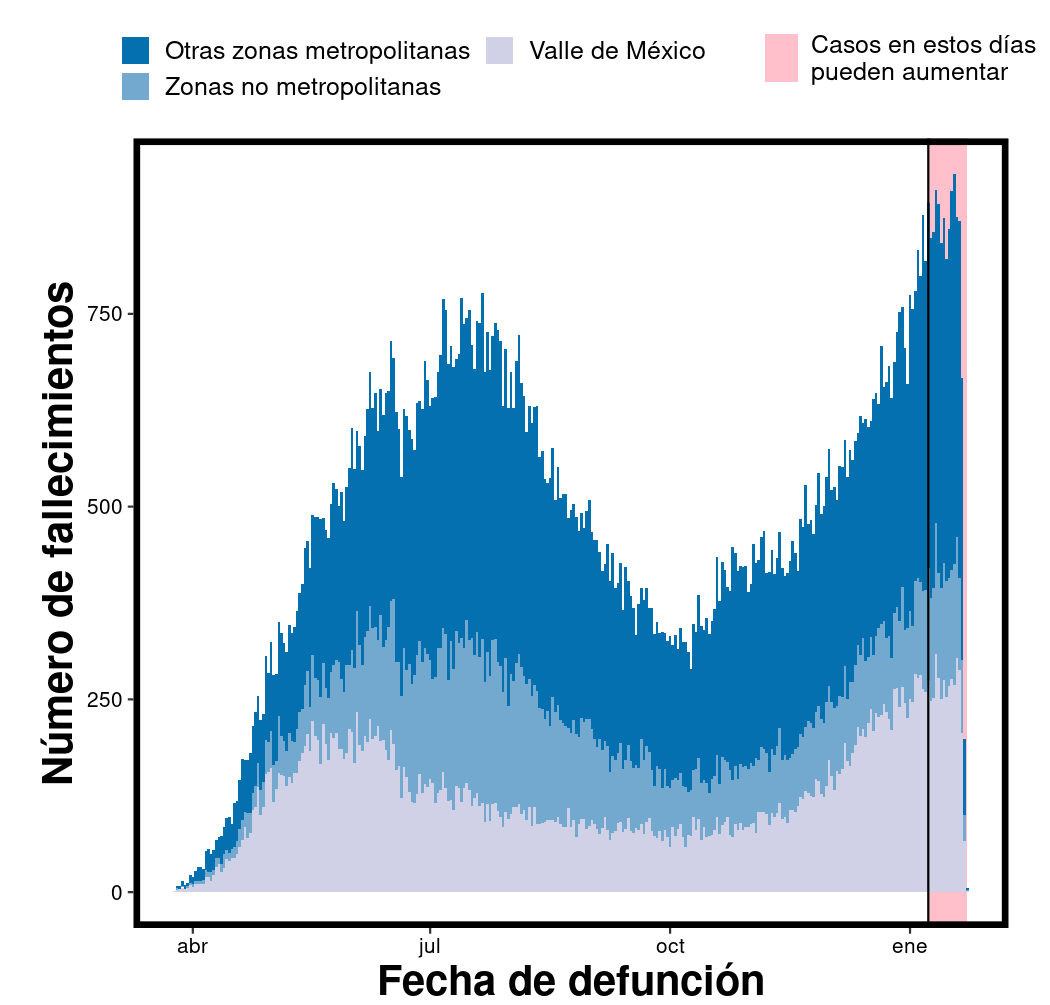 Otras zonas metropolitanas
Zonas no metropolitanas
Valle de México
Casos en estos días
pueden aumentar
Número de fallecimientos
750
500
250
0
abr
jul
oct
ene
Fecha de defunción